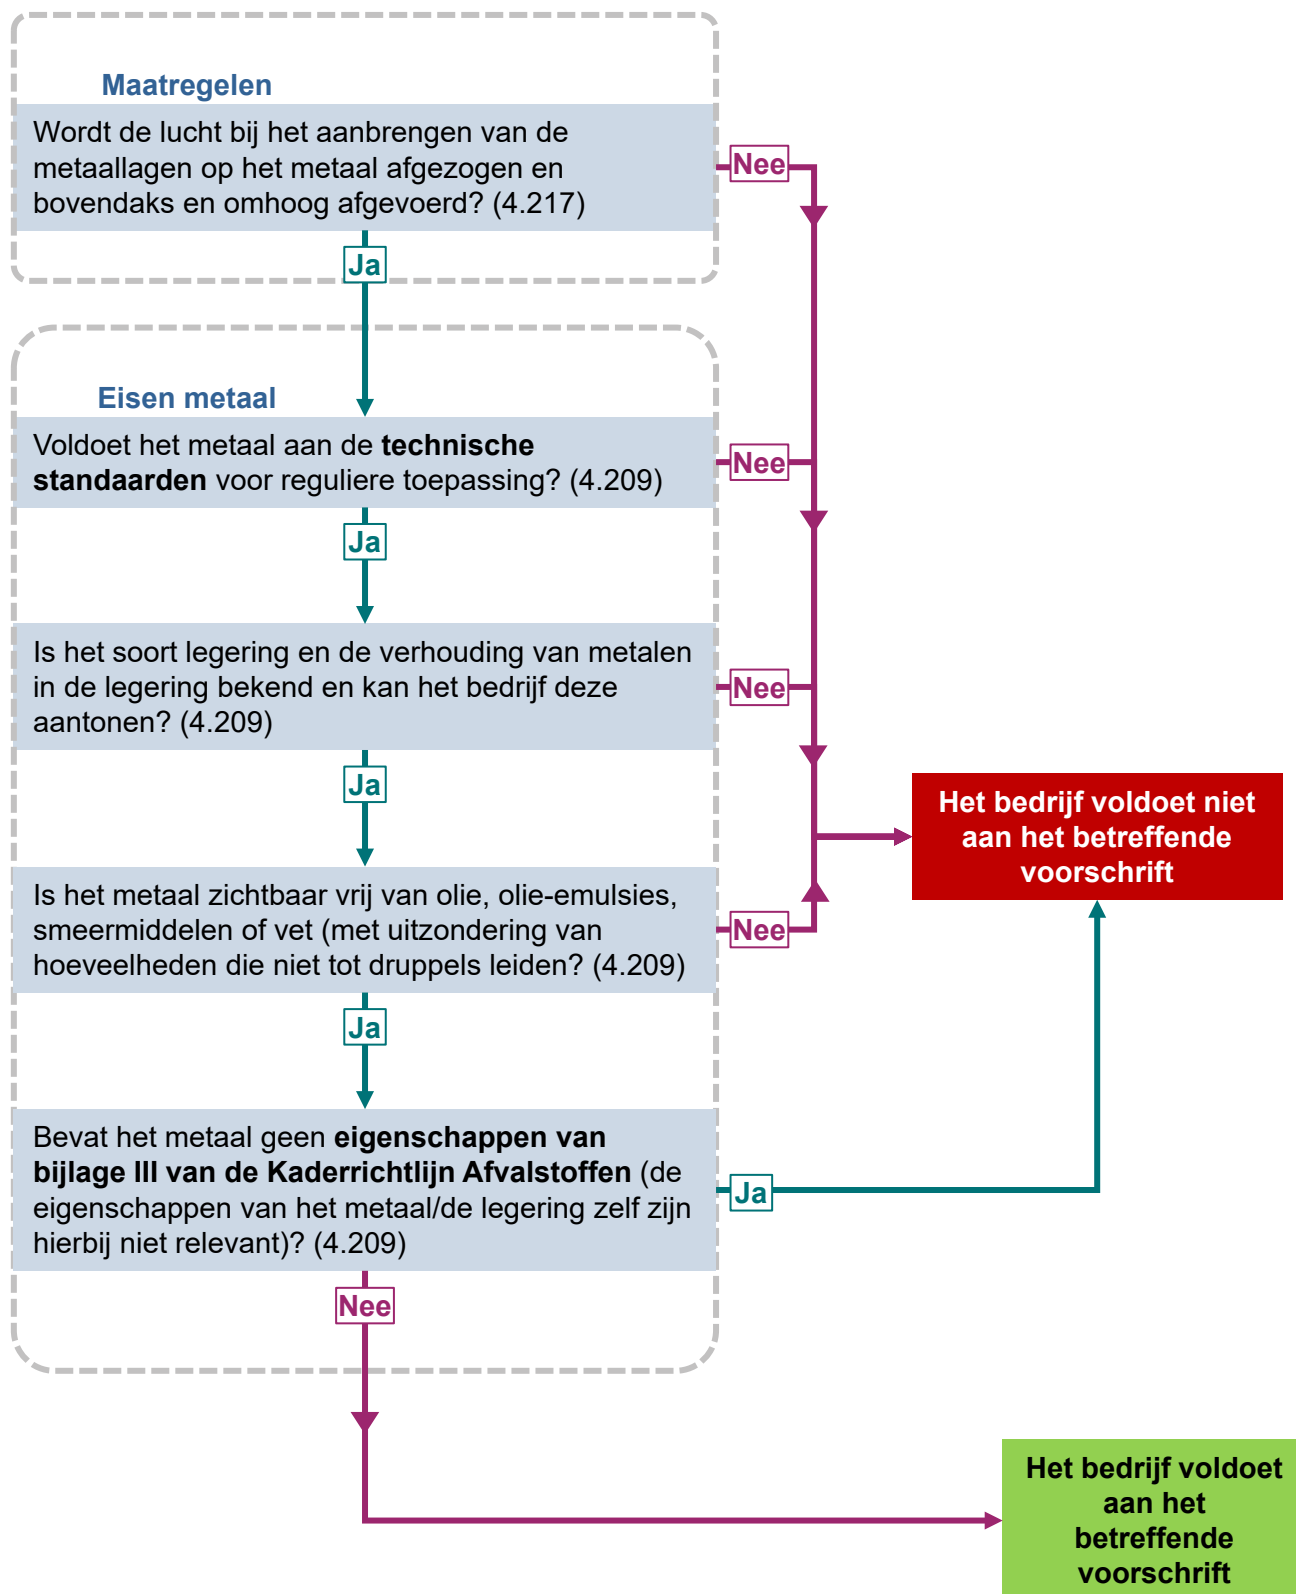 Maatregelen
Wordt de lucht bij het aanbrengen van de
metaallagen op het metaal afgezogen en
bovendaks en omhoog afgevoerd? (4.217)
Nee
Ja
Eisen metaal
Voldoet het metaal aan de technische
standaarden voor reguliere toepassing? (4.209)
Nee
Ja
Is het soort legering en de verhouding van metalen
in de legering bekend en kan het bedrijf deze
aantonen? (4.209)
Nee
Ja
Het bedrijf voldoet niet
aan het betreffende
voorschrift
Is het metaal zichtbaar vrij van olie, olie-emulsies,
smeermiddelen of vet (met uitzondering van
hoeveelheden die niet tot druppels leiden? (4.209)
Nee
Ja
Bevat het metaal geen eigenschappen van
bijlage III van de Kaderrichtlijn Afvalstoffen (de
eigenschappen van het metaal/de legering zelf zijn
hierbij niet relevant)? (4.209)
Ja
Nee
Het bedrijf voldoet
aan het
betreffende
voorschrift